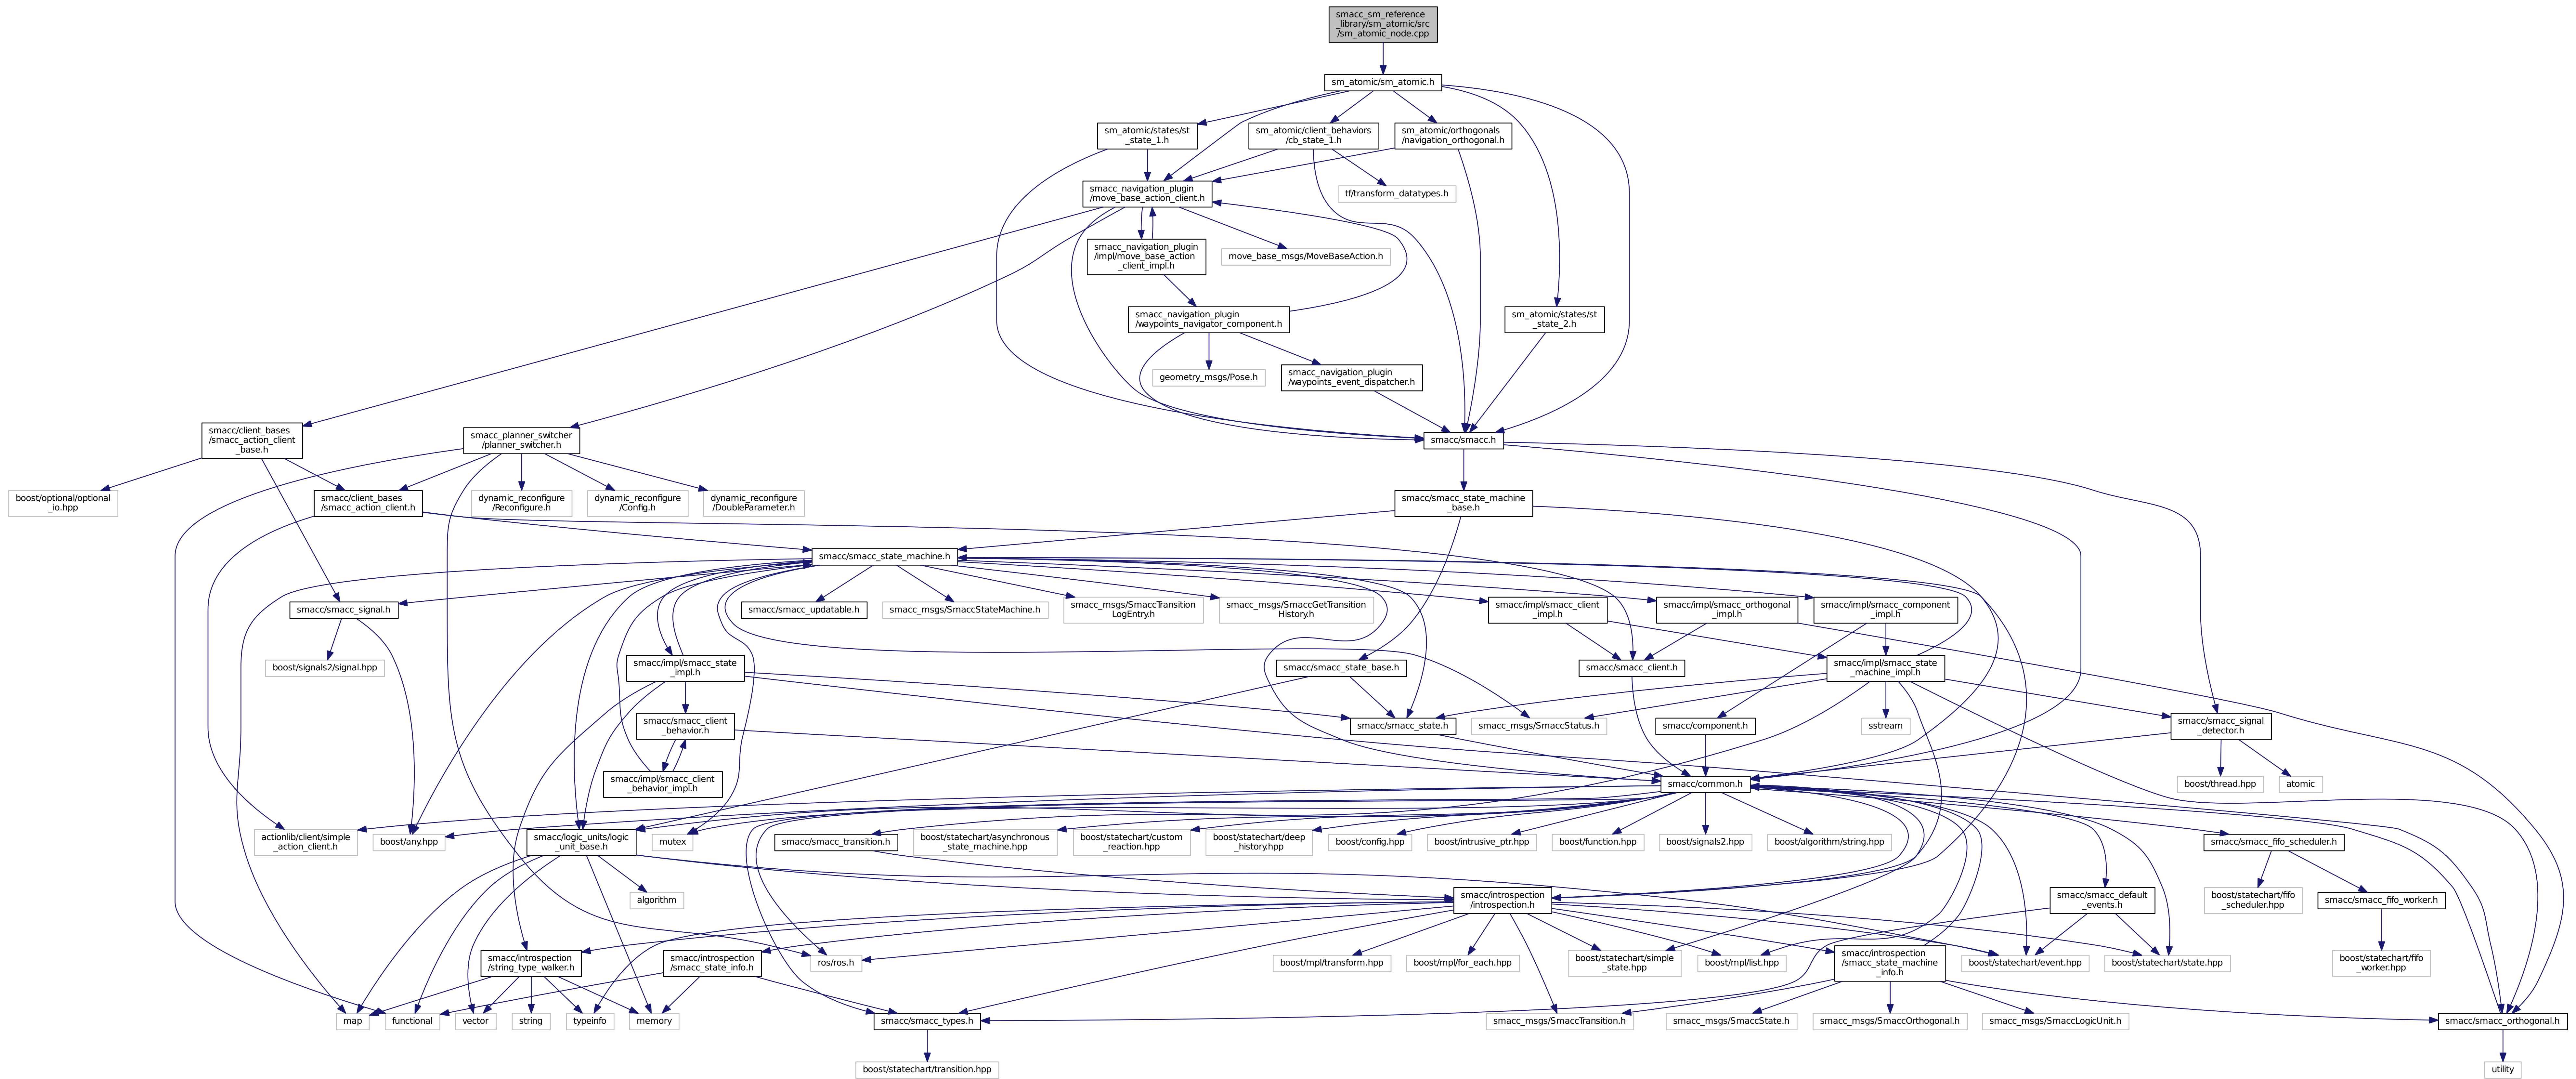 smacc_sm_reference
_library/sm_atomic/src
/sm_atomic_node.cpp
sm_atomic/sm_atomic.h
sm_atomic/states/st
_state_1.h
sm_atomic/client_behaviors
/cb_state_1.h
sm_atomic/orthogonals
/navigation_orthogonal.h
smacc_navigation_plugin
/move_base_action_client.h
tf/transform_datatypes.h
smacc_navigation_plugin
/impl/move_base_action
_client_impl.h
move_base_msgs/MoveBaseAction.h
smacc_navigation_plugin
/waypoints_navigator_component.h
sm_atomic/states/st
_state_2.h
geometry_msgs/Pose.h
smacc_navigation_plugin
/waypoints_event_dispatcher.h
smacc/client_bases
/smacc_action_client
_base.h
smacc_planner_switcher
/planner_switcher.h
smacc/smacc.h
boost/optional/optional
_io.hpp
smacc/client_bases
/smacc_action_client.h
dynamic_reconfigure
/Reconfigure.h
dynamic_reconfigure
/Config.h
dynamic_reconfigure
/DoubleParameter.h
smacc/smacc_state_machine
_base.h
smacc/smacc_state_machine.h
smacc/smacc_signal.h
smacc/smacc_updatable.h
smacc_msgs/SmaccStateMachine.h
smacc_msgs/SmaccTransition
LogEntry.h
smacc_msgs/SmaccGetTransition
History.h
smacc/impl/smacc_client
_impl.h
smacc/impl/smacc_orthogonal
_impl.h
smacc/impl/smacc_component
_impl.h
boost/signals2/signal.hpp
smacc/impl/smacc_state
_impl.h
smacc/smacc_state_base.h
smacc/smacc_client.h
smacc/impl/smacc_state
_machine_impl.h
smacc/smacc_client
_behavior.h
smacc/smacc_state.h
smacc_msgs/SmaccStatus.h
smacc/component.h
sstream
smacc/smacc_signal
_detector.h
smacc/impl/smacc_client
_behavior_impl.h
smacc/common.h
boost/thread.hpp
atomic
actionlib/client/simple
_action_client.h
boost/any.hpp
smacc/logic_units/logic
_unit_base.h
mutex
smacc/smacc_transition.h
boost/statechart/asynchronous
_state_machine.hpp
boost/statechart/custom
_reaction.hpp
boost/statechart/deep
_history.hpp
boost/config.hpp
boost/intrusive_ptr.hpp
boost/function.hpp
boost/signals2.hpp
boost/algorithm/string.hpp
smacc/smacc_fifo_scheduler.h
algorithm
smacc/introspection
/introspection.h
smacc/smacc_default
_events.h
boost/statechart/fifo
_scheduler.hpp
smacc/smacc_fifo_worker.h
smacc/introspection
/string_type_walker.h
smacc/introspection
/smacc_state_info.h
ros/ros.h
boost/mpl/transform.hpp
boost/mpl/for_each.hpp
boost/statechart/simple
_state.hpp
boost/mpl/list.hpp
smacc/introspection
/smacc_state_machine
_info.h
boost/statechart/event.hpp
boost/statechart/state.hpp
boost/statechart/fifo
_worker.hpp
map
functional
vector
string
typeinfo
memory
smacc/smacc_types.h
smacc_msgs/SmaccTransition.h
smacc_msgs/SmaccState.h
smacc_msgs/SmaccOrthogonal.h
smacc_msgs/SmaccLogicUnit.h
smacc/smacc_orthogonal.h
boost/statechart/transition.hpp
utility